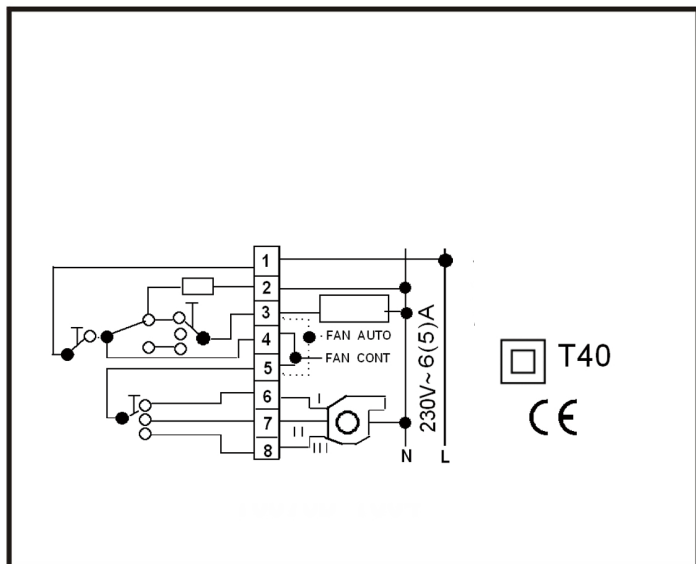 1
2
3
4
FAN AUTO
FAN CONT
5
6
I
7
II
8
III
N
L
230V~ 6(5)A
T40
CE